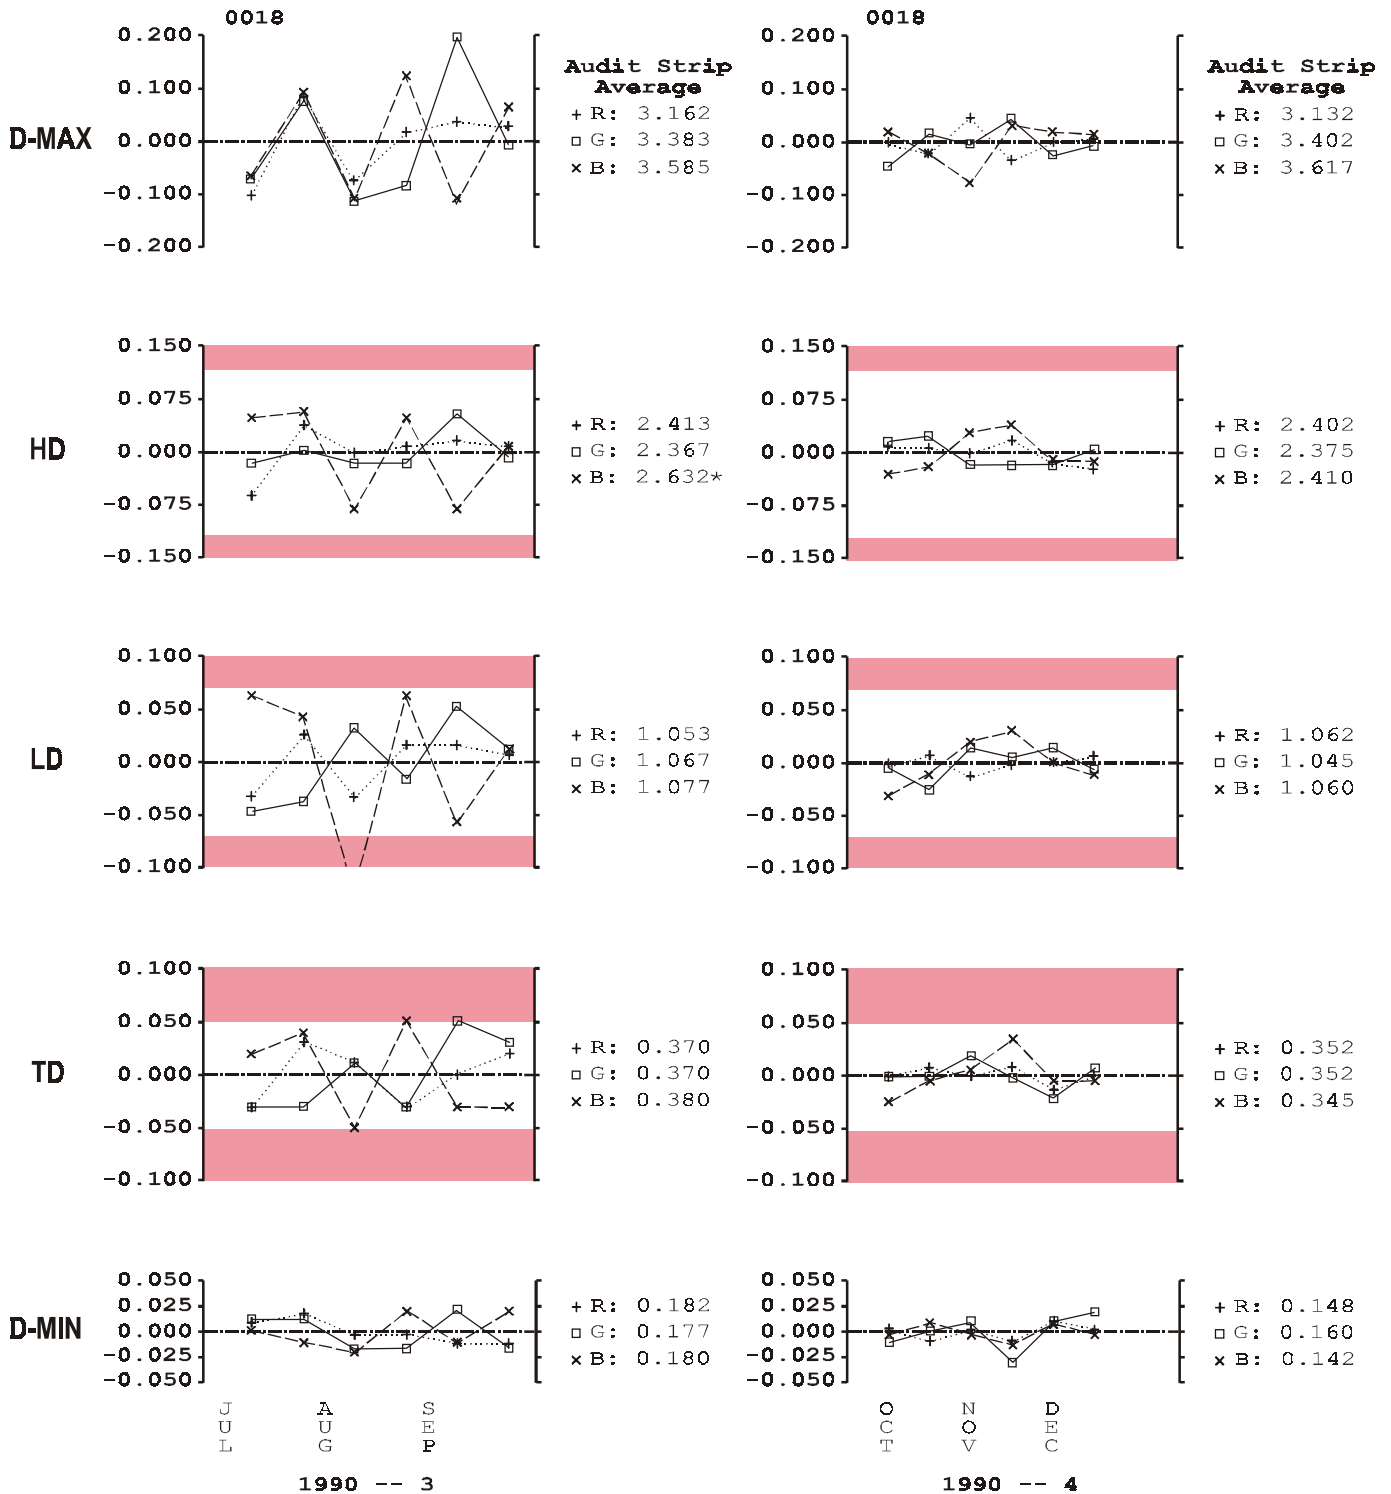 0018
0018
0.200
0.100
D-MAX
0.000
-0.100
-0.200
Audit Strip
Average
+ R: 3.162
□ G: 3.383
× B: 3.585
0.200
0.100
0.000
-0.100
-0.200
Audit Strip
Average
+ R: 3.132
□ G: 3.402
× B: 3.617
0.150
0.075
HD
0.000
-0.075
-0.150
+ R: 2.413
□ G: 2.367
× B: 2.632*
0.150
0.075
0.000
-0.075
-0.150
+ R: 2.402
□ G: 2.375
× B: 2.410
0.100
0.050
LD
0.000
-0.050
-0.100
+ R: 1.053
□ G: 1.067
× B: 1.077
0.100
0.050
0.000
-0.050
-0.100
+ R: 1.062
□ G: 1.045
× B: 1.060
0.100
0.050
TD
0.000
-0.050
-0.100
+ R: 0.370
□ G: 0.370
× B: 0.380
0.100
0.050
0.000
-0.050
-0.100
+ R: 0.352
□ G: 0.352
× B: 0.345
0.050
0.025
D-MIN
0.000
-0.025
-0.050
+ R: 0.182
□ G: 0.177
× B: 0.180
0.050
0.025
0.000
-0.025
-0.050
+ R: 0.148
□ G: 0.160
× B: 0.142
JUL
AUG
SEP
OCT
NOV
DEC
1990 -- 3
1990 -- 4